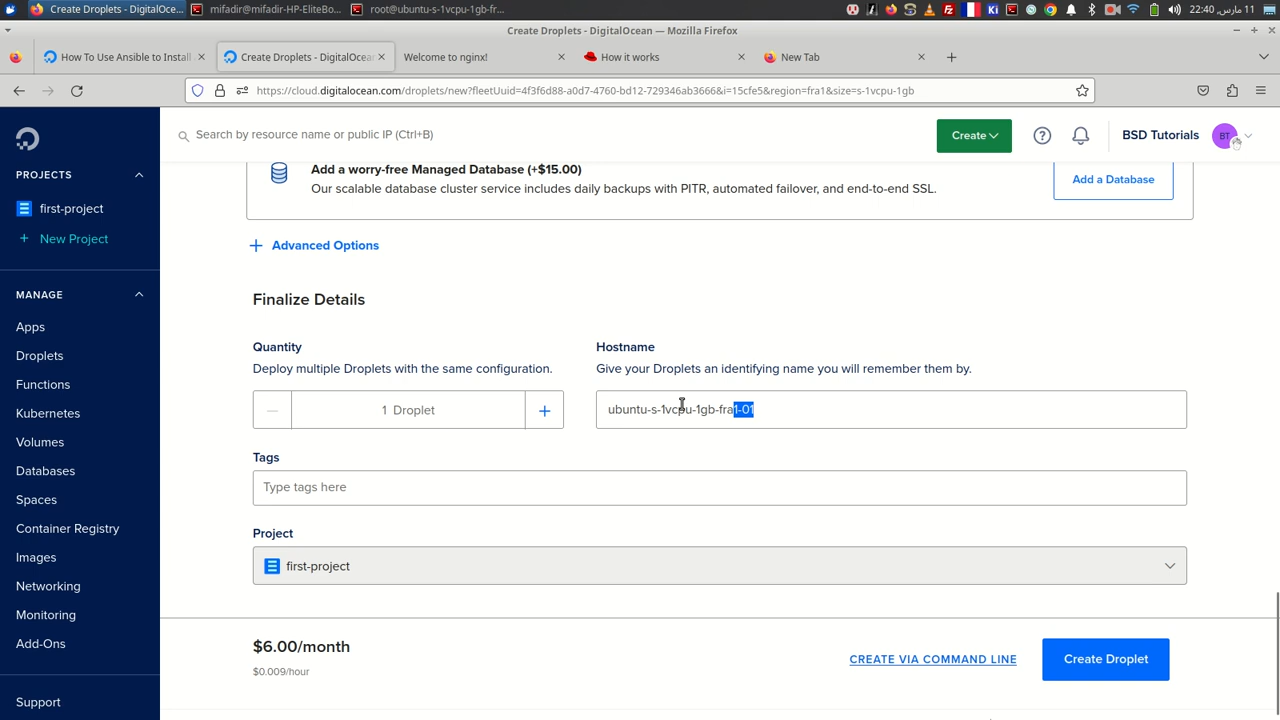 Create Droplets - DigitalOce...
mifadir@mifadir-HP-EliteBo...
root@ubuntu-s-1vcpu-1gb-fr...
Ki
11 مارس, 22:40
Create Droplets - DigitalOcean — Mozilla Firefox
How To Use Ansible to Install
Create Droplets - DigitalOcean
Welcome to nginx!
How it works
New Tab
https://cloud.digitalocean.com/droplets/new?fleetUuid=4f3f6d88-a0d7-4760-bd12-729346ab3666&i=15cfe5&region=fra1&size=s-1vcpu-1gb
Search by resource name or public IP (Ctrl+B)
Create
BSD Tutorials
BT
PROJECTS
first-project
+ New Project
MANAGE
Apps
Droplets
Functions
Kubernetes
Volumes
Databases
Spaces
Container Registry
Images
Networking
Monitoring
Add-Ons
Support
Add a worry-free Managed Database (+$15.00)
Our scalable database cluster service includes daily backups with PITR, automated failover, and end-to-end SSL.
Add a Database
+ Advanced Options
Finalize Details
Quantity
Deploy multiple Droplets with the same configuration.
1 Droplet
Hostname
Give your Droplets an identifying name you will remember them by.
ubuntu-s-1vcpu-1gb-fra1-01
Tags
Type tags here
Project
first-project
$6.00/month
$0.009/hour
CREATE VIA COMMAND LINE
Create Droplet